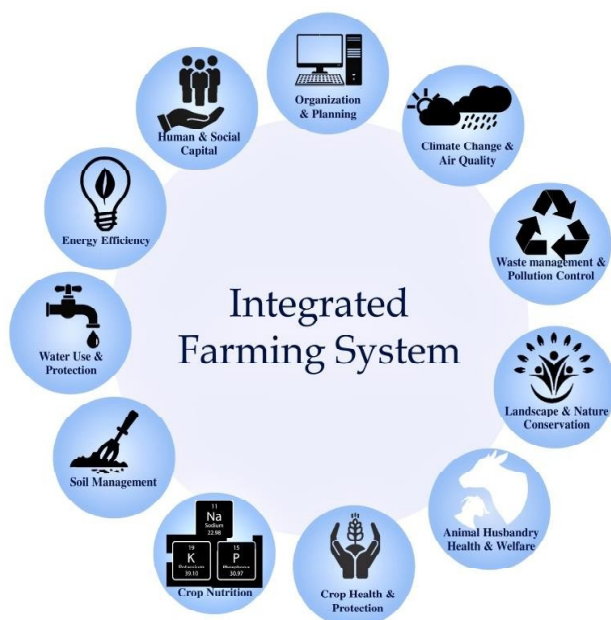 Organization
& Planning
Climate Change &
Air Quality
Waste management &
Pollution Control
Landscape & Nature
Conservation
Animal Husbandry
Health & Welfare
Crop Health &
Protection
11
Na
Sodium
22.98
19
K
Potassium
39.10
15
P
Phosphorus
30.97
Crop Nutrition
Soil Management
Water Use &
Protection
Energy Efficiency
Human & Social
Capital
Integrated
Farming System